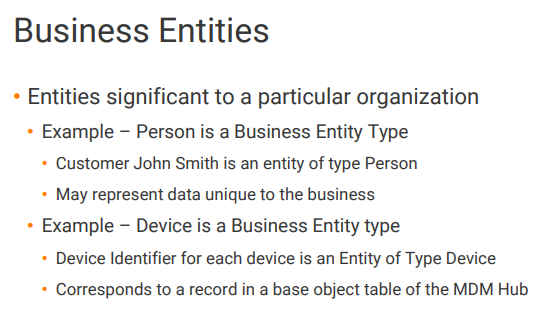 Business Entities
• Entities significant to a particular organization
• Example – Person is a Business Entity Type
• Customer John Smith is an entity of type Person
• May represent data unique to the business
• Example – Device is a Business Entity type
• Device Identifier for each device is an Entity of Type Device
• Corresponds to a record in a base object table of the MDM Hub